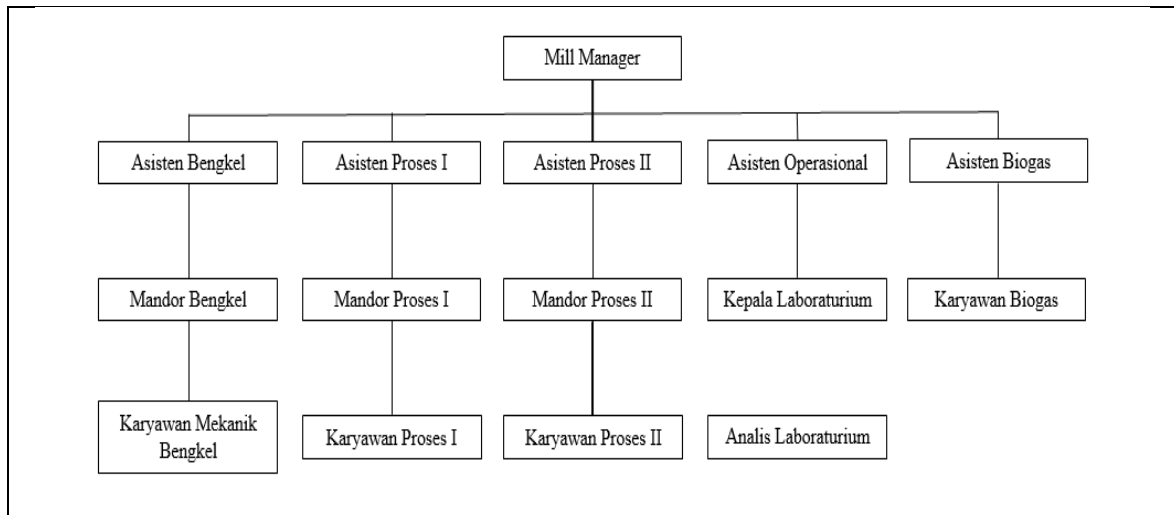 Mill Manager
Asisten Bengkel
Asisten Proses I
Asisten Proses II
Asisten Operasional
Asisten Biogas
Mandor Bengkel
Mandor Proses I
Mandor Proses II
Kepala Laboraturium
Karyawan Biogas
Karyawan Mekanik
Bengkel
Karyawan Proses I
Karyawan Proses II
Analis Laboraturium